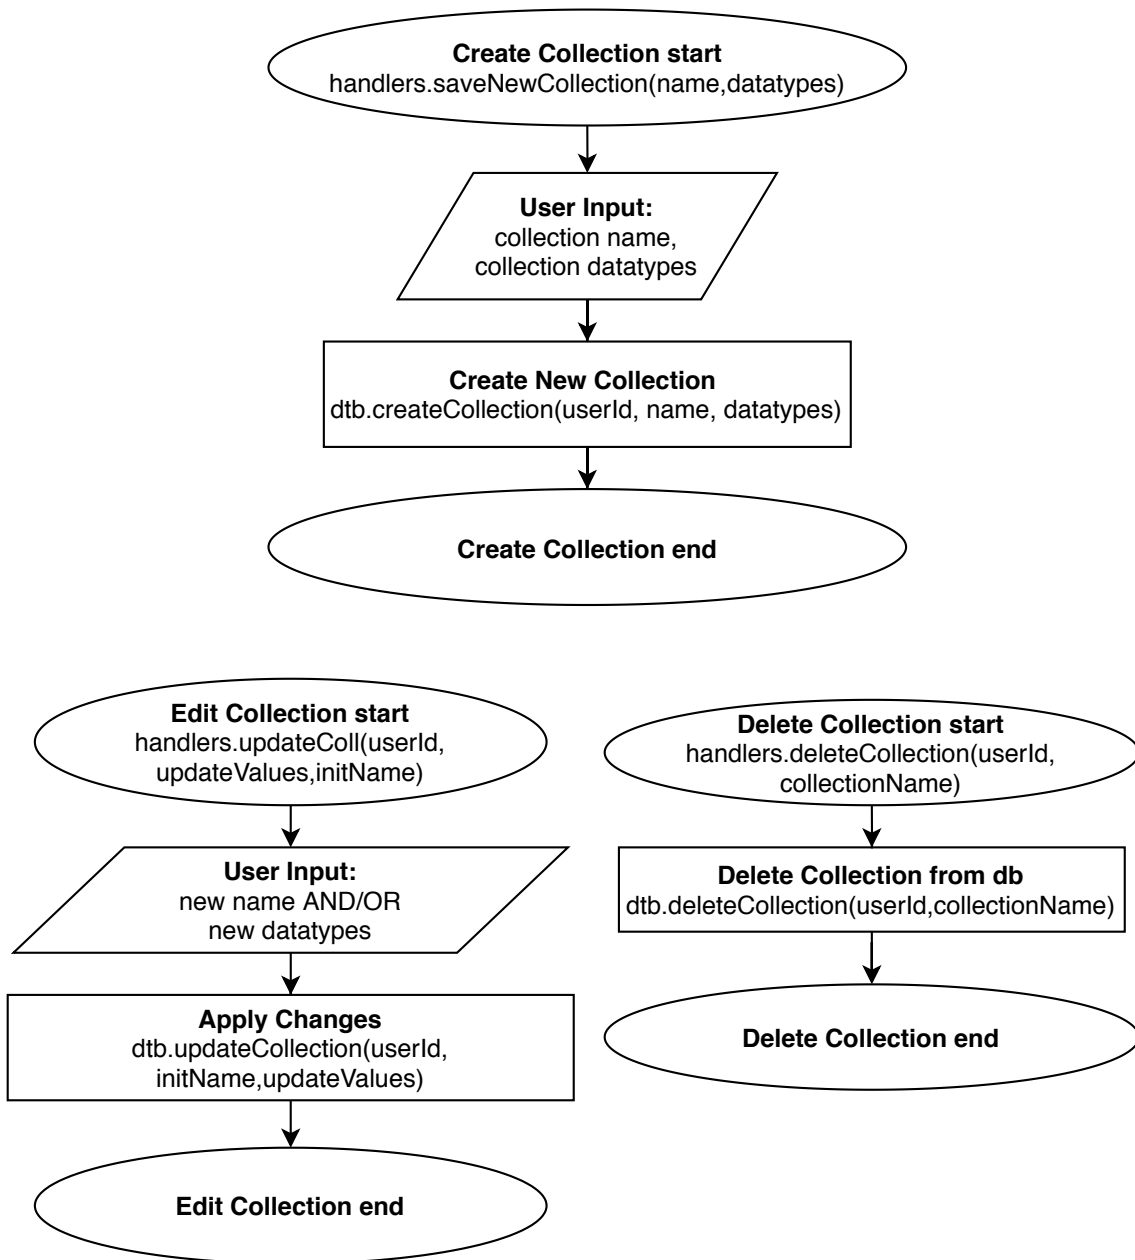 Create Collection start
handlers.saveNewCollection(name,datatypes)
User Input:
collection name,
collection datatypes
Create New Collection
dtb.createCollection(userId, name, datatypes)
Create Collection end
Edit Collection start
handlers.updateColl(userId,
updateValues,initName)
User Input:
new name AND/OR
new datatypes
Apply Changes
dtb.updateCollection(userId,
initName,updateValues)
Edit Collection end
Delete Collection start
handlers.deleteCollection(userId,
collectionName)
Delete Collection from db
dtb.deleteCollection(userId,collectionName)
Delete Collection end